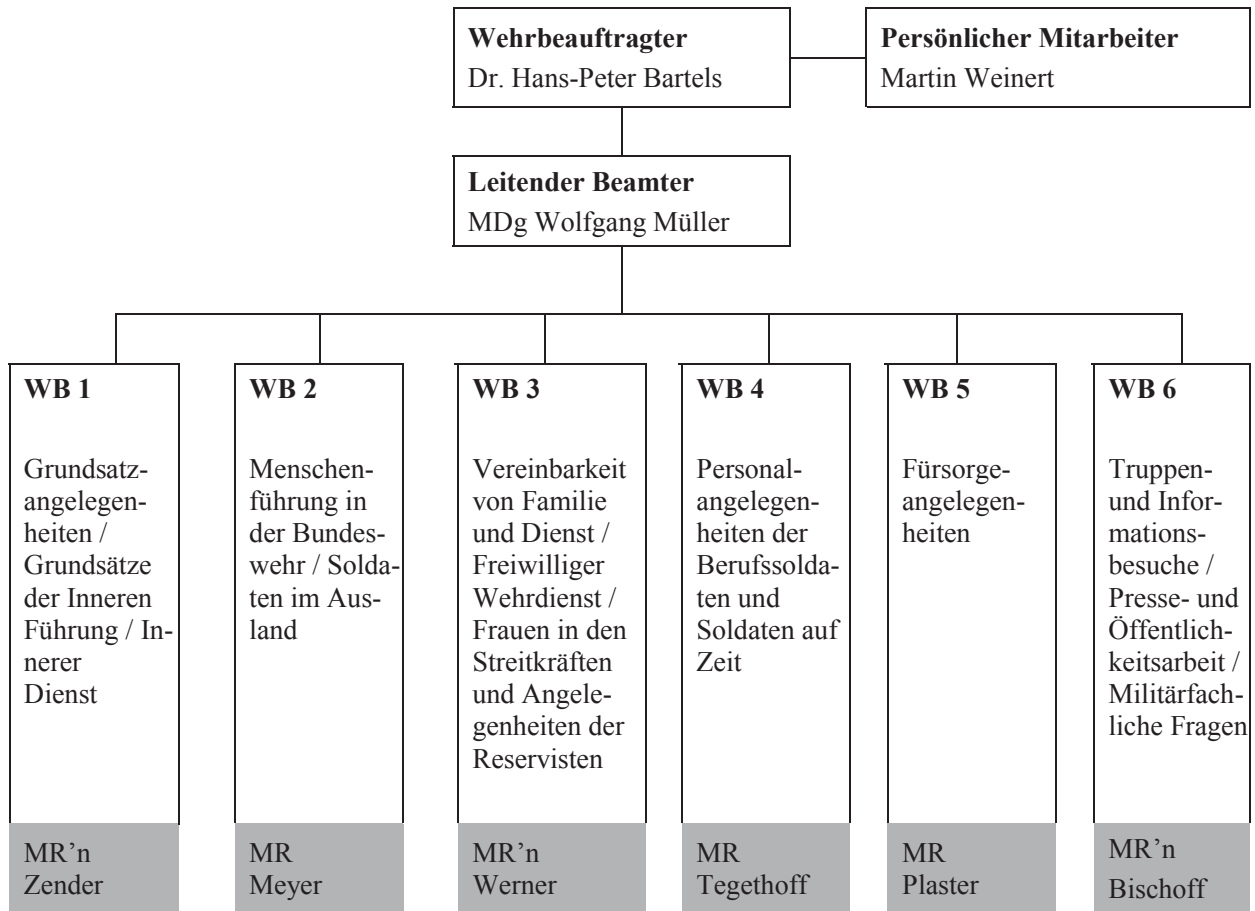 Wehrbeauftragter
Dr. Hans-Peter Bartels
Persönlicher Mitarbeiter
Martin Weinert
Leitender Beamter
MDg Wolfgang Müller
WB 1
Grundsatz-
angelegen-
heiten /
Grundsätze
der Inneren
Führung / In-
nerer
Dienst
MR’n
Zender
WB 2
Menschen-
führung in
der Bundes-
wehr / Solda-
ten im Aus-
land
MR
Meyer
WB 3
Vereinbarkeit
von Familie
und Dienst /
Freiwilliger
Wehrdienst /
Frauen in den
Streitkräften
und Angele-
genheiten der
Reservisten
MR’n
Werner
WB 4
Personal-
angelegen-
heiten der
Berufssolda-
ten und
Soldaten auf
Zeit
MR
Tegethoff
WB 5
Fürsorge-
angelegen-
heiten
MR
Plaster
WB 6
Truppen-
und Infor-
mations-
besuche /
Presse- und
Öffentlich-
keitsarbeit /
Militärfach-
liche Fragen
MR’n
Bischoff